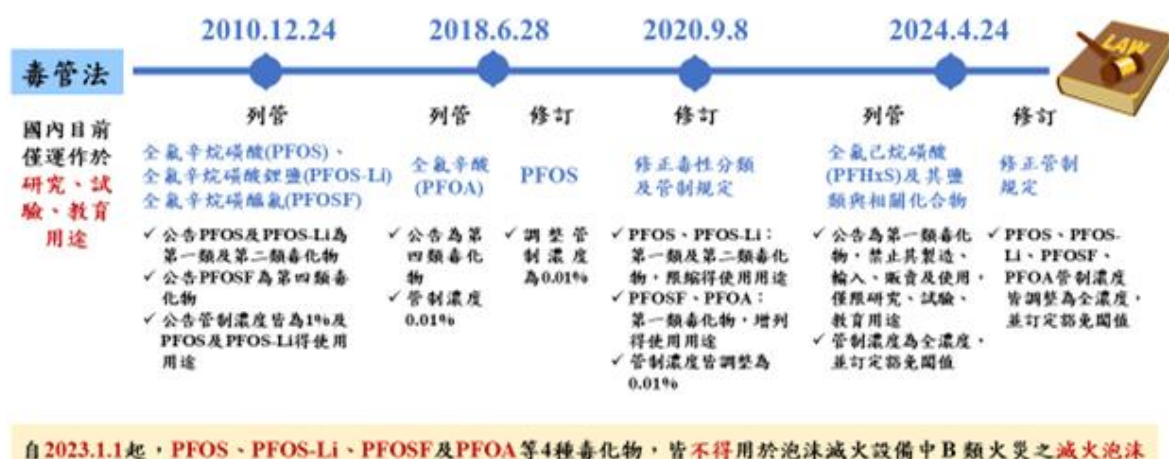 2010.12.24
2018.6.28
2020.9.8
2024.4.24
LAW
毒管法
國內目前
僅運作於
研究、試
驗、教育
用途
列管
全氟辛烷磺酸(PFOS)、
全氟辛烷磺酸鋰鹽(PFOS-Li)
全氟辛烷磺醯氟(PFOSF)
✓ 公告PFOS及PFOS-Li為
第一類及第二類毒化物
✓ 公告PFOSF為第四類毒
化物
✓ 公告管制濃度皆為1%及
PFOS及PFOS-Li得使用
用途
列管
全氟辛酸
(PFOA)
✓ 公告為第
四類毒化
物
✓ 管制濃度
0.01%
修訂
PFOS
✓ 調整管
制濃度
為0.01%
修訂
修正毒性分類
及管制規定
✓ PFOS、PFOS-Li：
第一類及第二類毒化
物，限縮得使用用途
✓ PFOSF、PFOA：
第一類毒化物，增列
得使用用途
✓ 管制濃度皆調整為
0.01%
列管
全氟己烷磺酸
(PFHxS)及其鹽
類與相關化合物
✓ 公告為第一類毒化
物，禁止其製造、
輸入、販賣及使用，
僅限研究、試驗、
教育用途
✓ 管制濃度為全濃度，
並訂定豁免閾值
修訂
修正管制
規定
✓ PFOS、PFOS-
Li、PFOSF、
PFOA管制濃度
皆調整為全濃度，
並訂定豁免閾值
自2023.1.1起，PFOS、PFOS-Li、PFOSF及PFOA等4種毒化物，皆不得用於泡沫滅火設備中B類火災之滅火泡沫